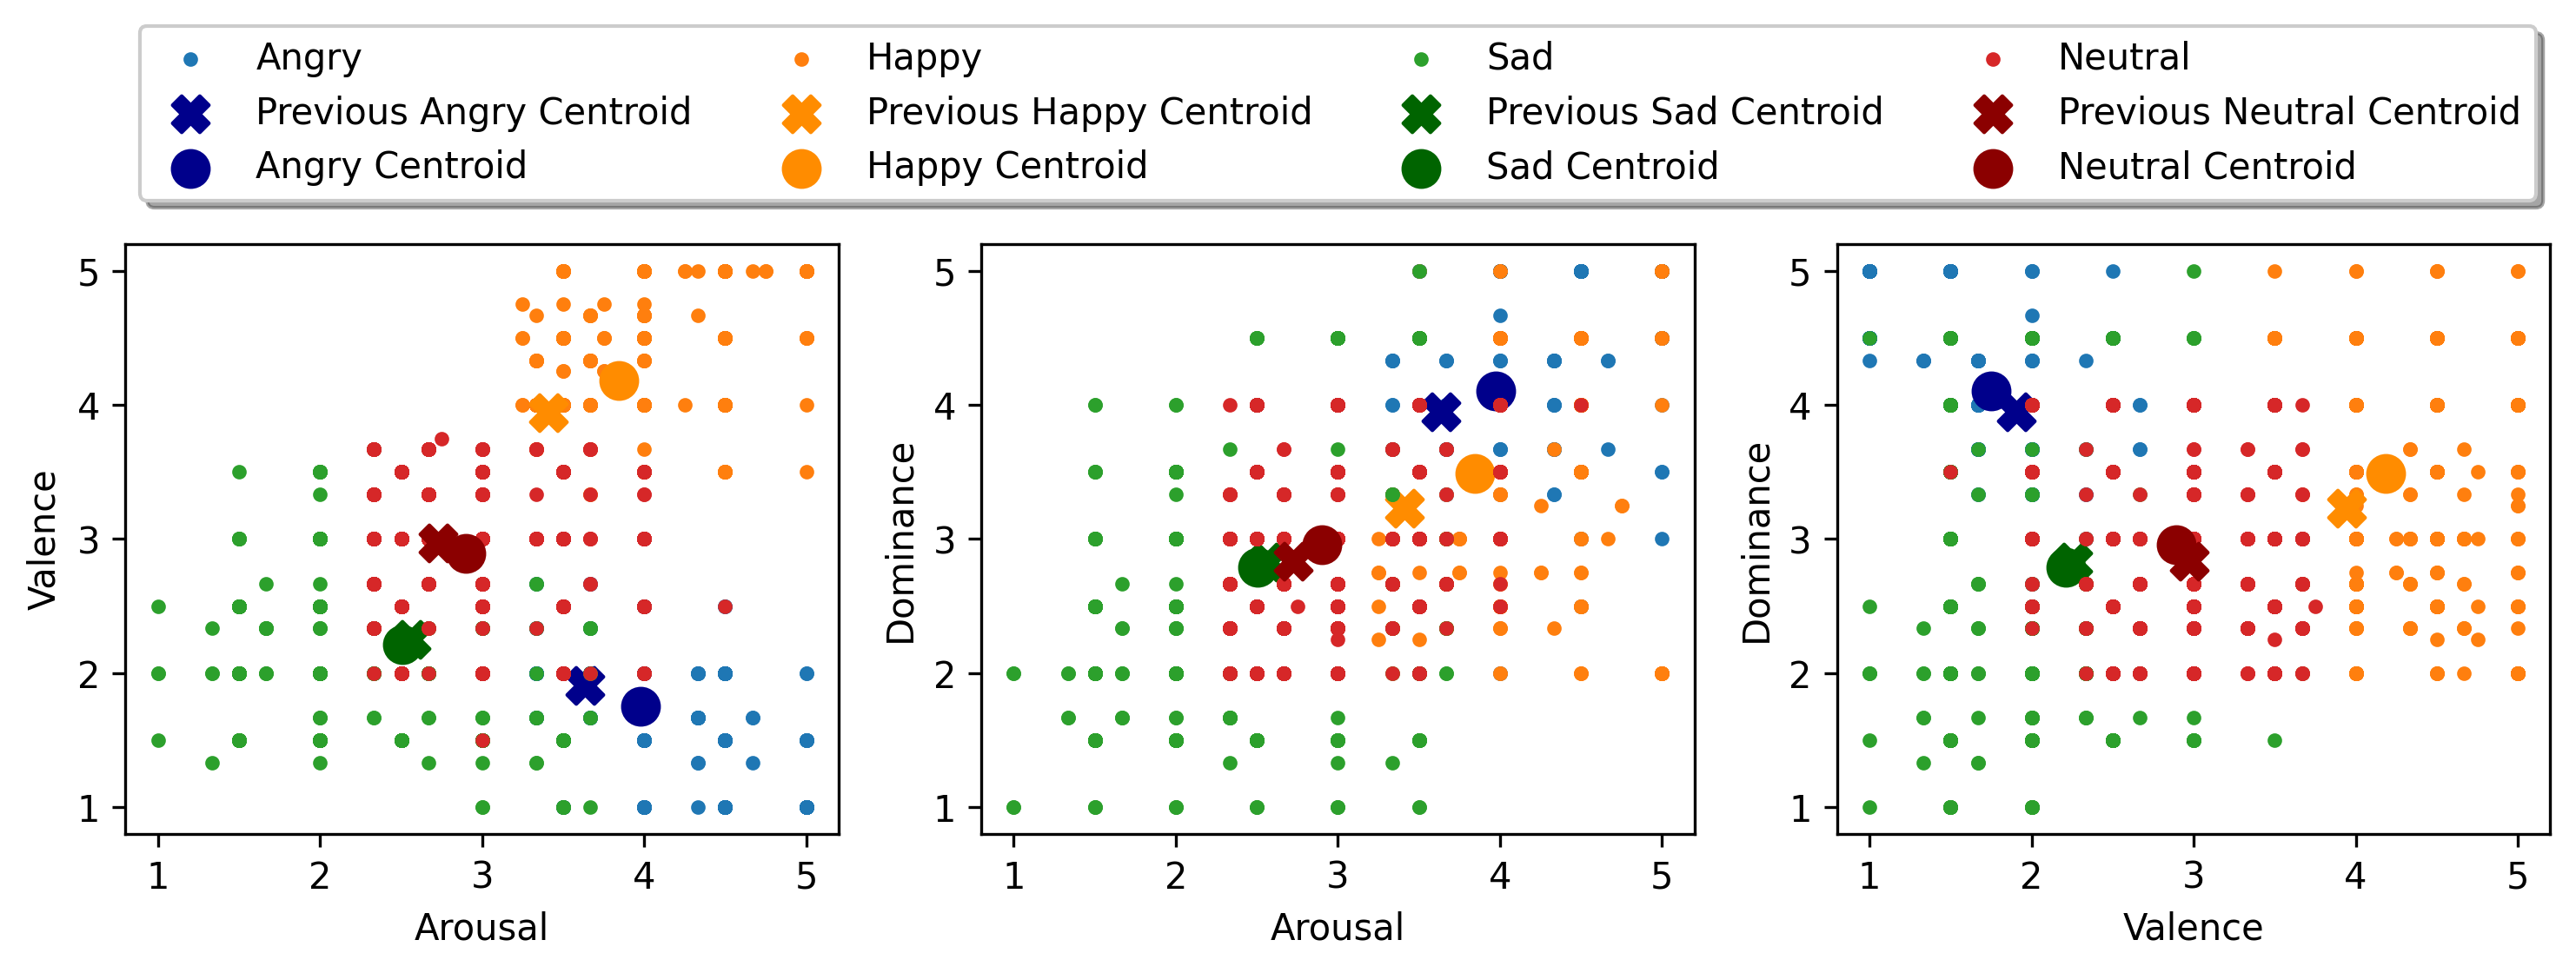 Angry Happy Sad Neutral
Previous Angry Centroid Previous Happy Centroid Previous Sad Centroid Previous Neutral Centroid
Angry Centroid Happy Centroid Sad Centroid Neutral Centroid
5
4
3
2
1
Valence
1 2 3 4 5
Arousal
5
4
3
2
1
Dominance
1 2 3 4 5
Arousal
5
4
3
2
1
Dominance
1 2 3 4 5
Valence